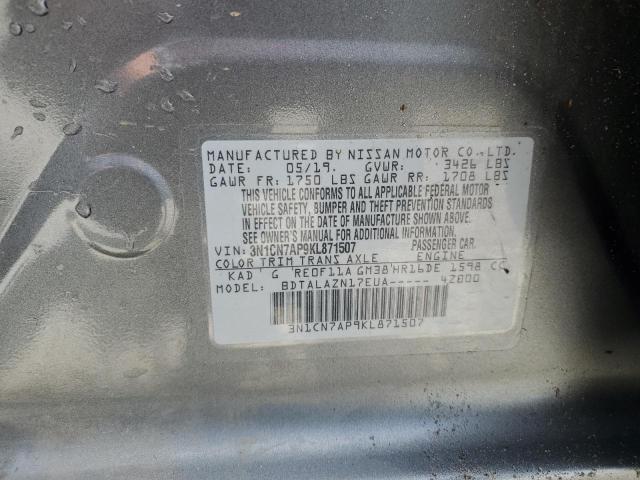 MANUFACTURED BY NISSAN MOTOR CO., LTD.
DATE: 05/19. GVWR: 3426 LBS
GAWR FR: 1750 LBS GAWR RR: 1708 LBS
THIS VEHICLE CONFORMS TO ALL APPLICABLE FEDERAL MOTOR
VEHICLE SAFETY, BUMPER AND THEFT PREVENTION STANDARDS
IN EFFECT ON THE DATE OF MANUFACTURE SHOWN ABOVE.
SEE OWNER'S MANUAL FOR ADDITIONAL INFORMATION
VIN: 3N1CN7AP9KL871507 PASSENGER CAR.
COLOR TRIM TRANS AXLE ENGINE
KAD G RE0F11A GM38 HR16DE 1598 CC
MODEL: BDTALAZN17EUA----- 4Z000
3N1CN7AP9KL871507